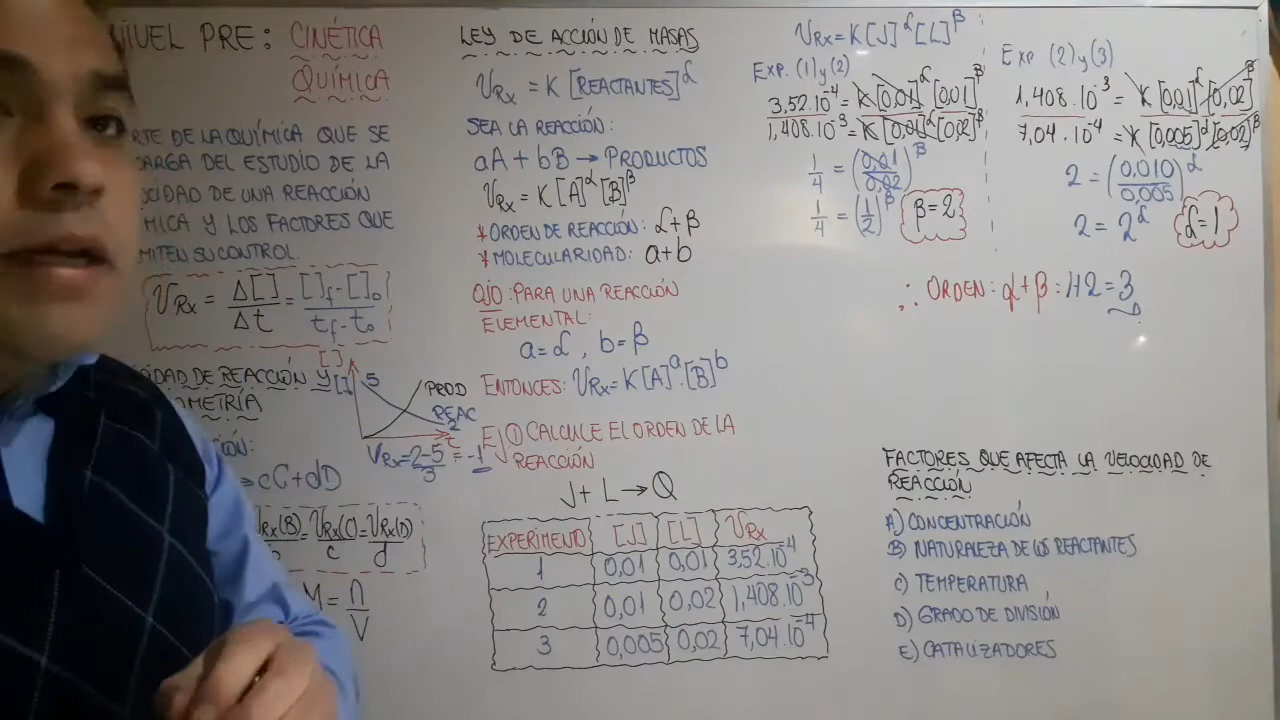 NIVEL PRE: CINÉTICA
QUÍMICA
DE LA QUÍMICA QUE SE
DEL ESTUDIO DE LA
DE UNA REACCIÓN
Y LOS FACTORES QUE
SU CONTROL.
V_Rx = Δ[ ]/Δt = ([ ]f - [ ]o)/(tf - to)
DE REACCIÓN Y
[ ]
[ ]
5
PROD
REAC
2
t
V_Rx = (2-5)/3 = -1
→ cC + dD
V_Rx(B) = V_Rx(C)/c = V_Rx(D)/d
M = n/V
LEY DE ACCIÓN DE MASAS
V_Rx = K [REACTANTES]^α
SEA LA REACCIÓN:
aA + bB → PRODUCTOS
V_Rx = K[A]^α [B]^β
* ORDEN DE REACCIÓN: α+β
* MOLECULARIDAD: a+b
OJO: PARA UNA REACCIÓN
ELEMENTAL:
a=α, b=β
ENTONCES: V_Rx = K[A]^a.[B]^b
Ej ① CALCULE EL ORDEN DE LA
REACCIÓN
J + L → Q
EXPERIMENTO [J] [L] V_Rx
1 0,01 0,01 3,52.10^-4
2 0,01 0,02 1,408.10^-3
3 0,005 0,02 7,04.10^-4
V_Rx = K[J]^α[L]^β
Exp. (1) y (2)
3,52.10^-4 = K[0,01]^α [0,01]^β
1,408.10^-3 = K[0,01]^α [0,02]^β
1/4 = (0,01/0,02)^β
1/4 = (1/2)^β β=2
Exp (2) y (3)
1,408.10^-3 = K[0,01]^α [0,02]^β
7,04.10^-4 = K[0,005]^α [0,02]^β
2 = (0,010/0,005)^α
2 = 2^α α=1
∴ ORDEN: α+β: 1+2=3
FACTORES QUE AFECTA LA VELOCIDAD DE
REACCIÓN
A) CONCENTRACIÓN
B) NATURALEZA DE LOS REACTANTES
C) TEMPERATURA
D) GRADO DE DIVISIÓN
E) CATALIZADORES